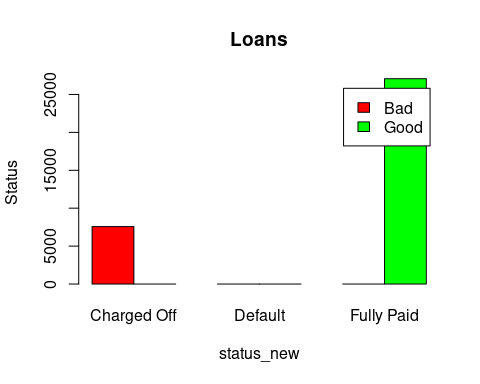 Loans
Status
25000
15000
5000
0
Bad
Good
Charged Off
Default
Fully Paid
status_new